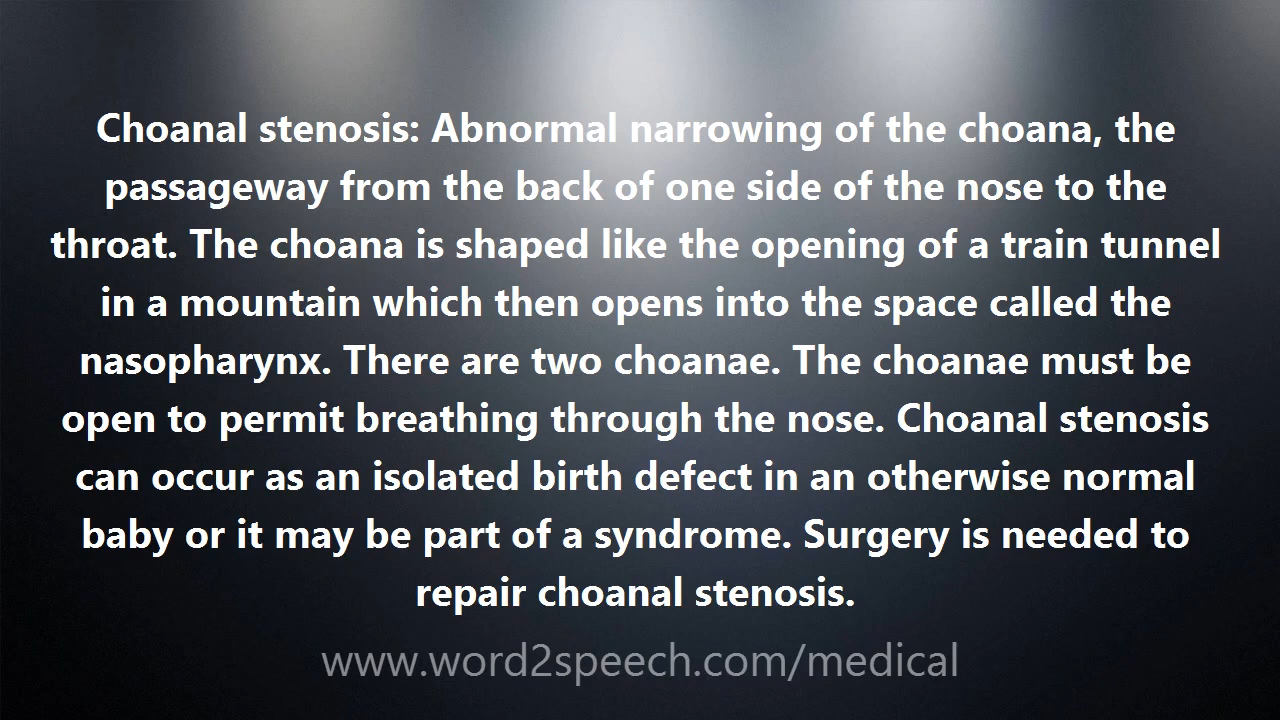 Choanal stenosis: Abnormal narrowing of the choana, the
passageway from the back of one side of the nose to the
throat. The choana is shaped like the opening of a train tunnel
in a mountain which then opens into the space called the
nasopharynx. There are two choanae. The choanae must be
open to permit breathing through the nose. Choanal stenosis
can occur as an isolated birth defect in an otherwise normal
baby or it may be part of a syndrome. Surgery is needed to
repair choanal stenosis.
www.word2speech.com/medical